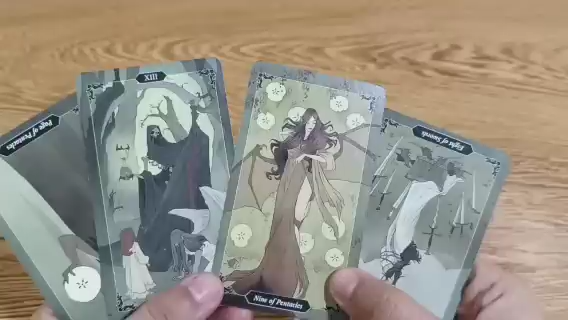 Page of Pentacles
XIII
Nine of Pentacles
Eight of Swords